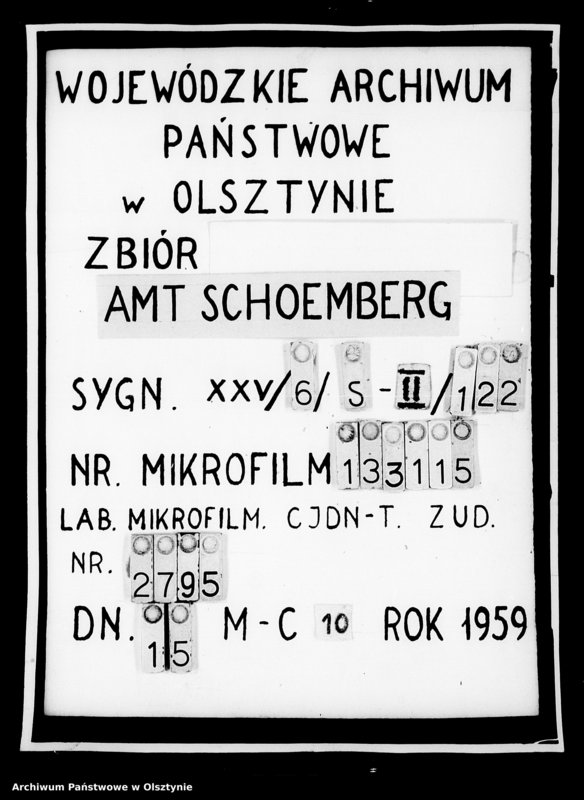 WOJEWÓDZKIE ARCHIWUM
PAŃSTWOWE
w OLSZTYNIE
ZBIÓR
AMT SCHOEMBERG
SYGN. XXV/6/ S-II/122
NR. MIKROFILM 133115
LAB. MIKROFILM. CJDN-T. ZUD.
NR. 2795
DN. 15 M-C 10 ROK 1959
Archiwum Państwowe w Olsztynie